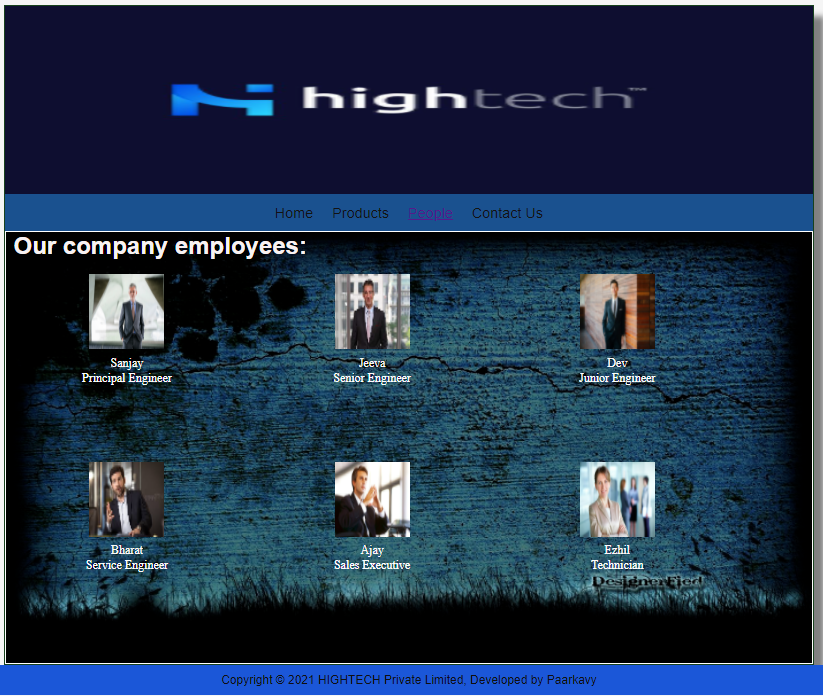 hightech™
Home Products People Contact Us
Our company employees:
Sanjay
Principal Engineer
Jeeva
Senior Engineer
Dev
Junior Engineer
Bharat
Service Engineer
Ajay
Sales Executive
Ezhil
Technician
DesignerFied
Copyright © 2021 HIGHTECH Private Limited, Developed by Paarkavy